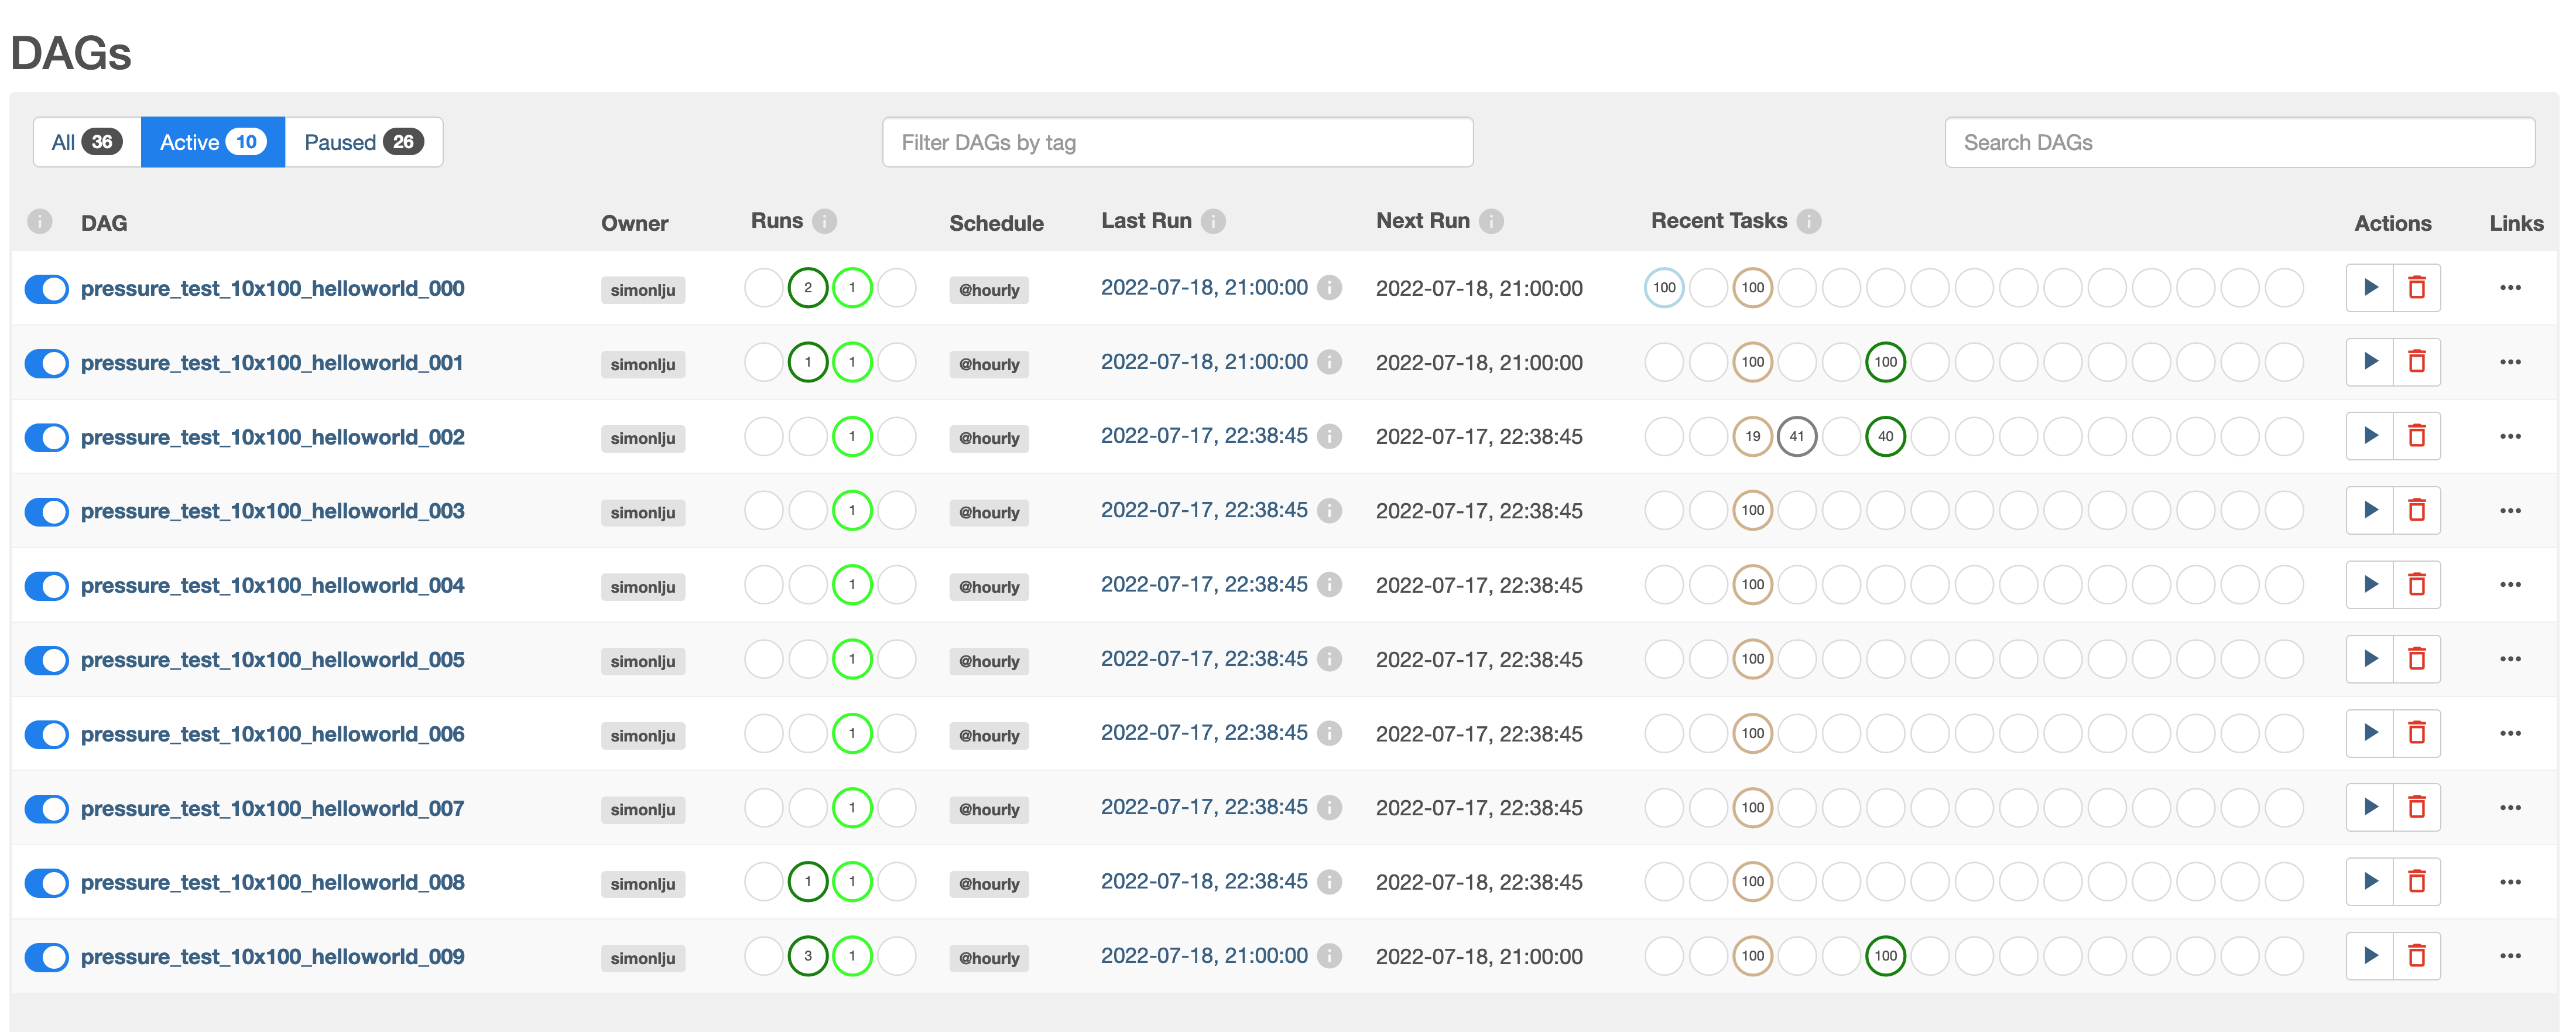 DAGs
All 36 Active 10 Paused 26 Filter DAGs by tag Search DAGs
DAG Owner Runs Schedule Last Run Next Run Recent Tasks Actions Links
pressure_test_10x100_helloworld_000 simonlju 2 1 @hourly 2022-07-18, 21:00:00 2022-07-18, 21:00:00 100 100
pressure_test_10x100_helloworld_001 simonlju 1 1 @hourly 2022-07-18, 21:00:00 2022-07-18, 21:00:00 100 100
pressure_test_10x100_helloworld_002 simonlju 1 @hourly 2022-07-17, 22:38:45 2022-07-17, 22:38:45 19 41 40
pressure_test_10x100_helloworld_003 simonlju 1 @hourly 2022-07-17, 22:38:45 2022-07-17, 22:38:45 100
pressure_test_10x100_helloworld_004 simonlju 1 @hourly 2022-07-17, 22:38:45 2022-07-17, 22:38:45 100
pressure_test_10x100_helloworld_005 simonlju 1 @hourly 2022-07-17, 22:38:45 2022-07-17, 22:38:45 100
pressure_test_10x100_helloworld_006 simonlju 1 @hourly 2022-07-17, 22:38:45 2022-07-17, 22:38:45 100
pressure_test_10x100_helloworld_007 simonlju 1 @hourly 2022-07-17, 22:38:45 2022-07-17, 22:38:45 100
pressure_test_10x100_helloworld_008 simonlju 1 1 @hourly 2022-07-18, 22:38:45 2022-07-18, 22:38:45 100
pressure_test_10x100_helloworld_009 simonlju 3 1 @hourly 2022-07-18, 21:00:00 2022-07-18, 21:00:00 100 100